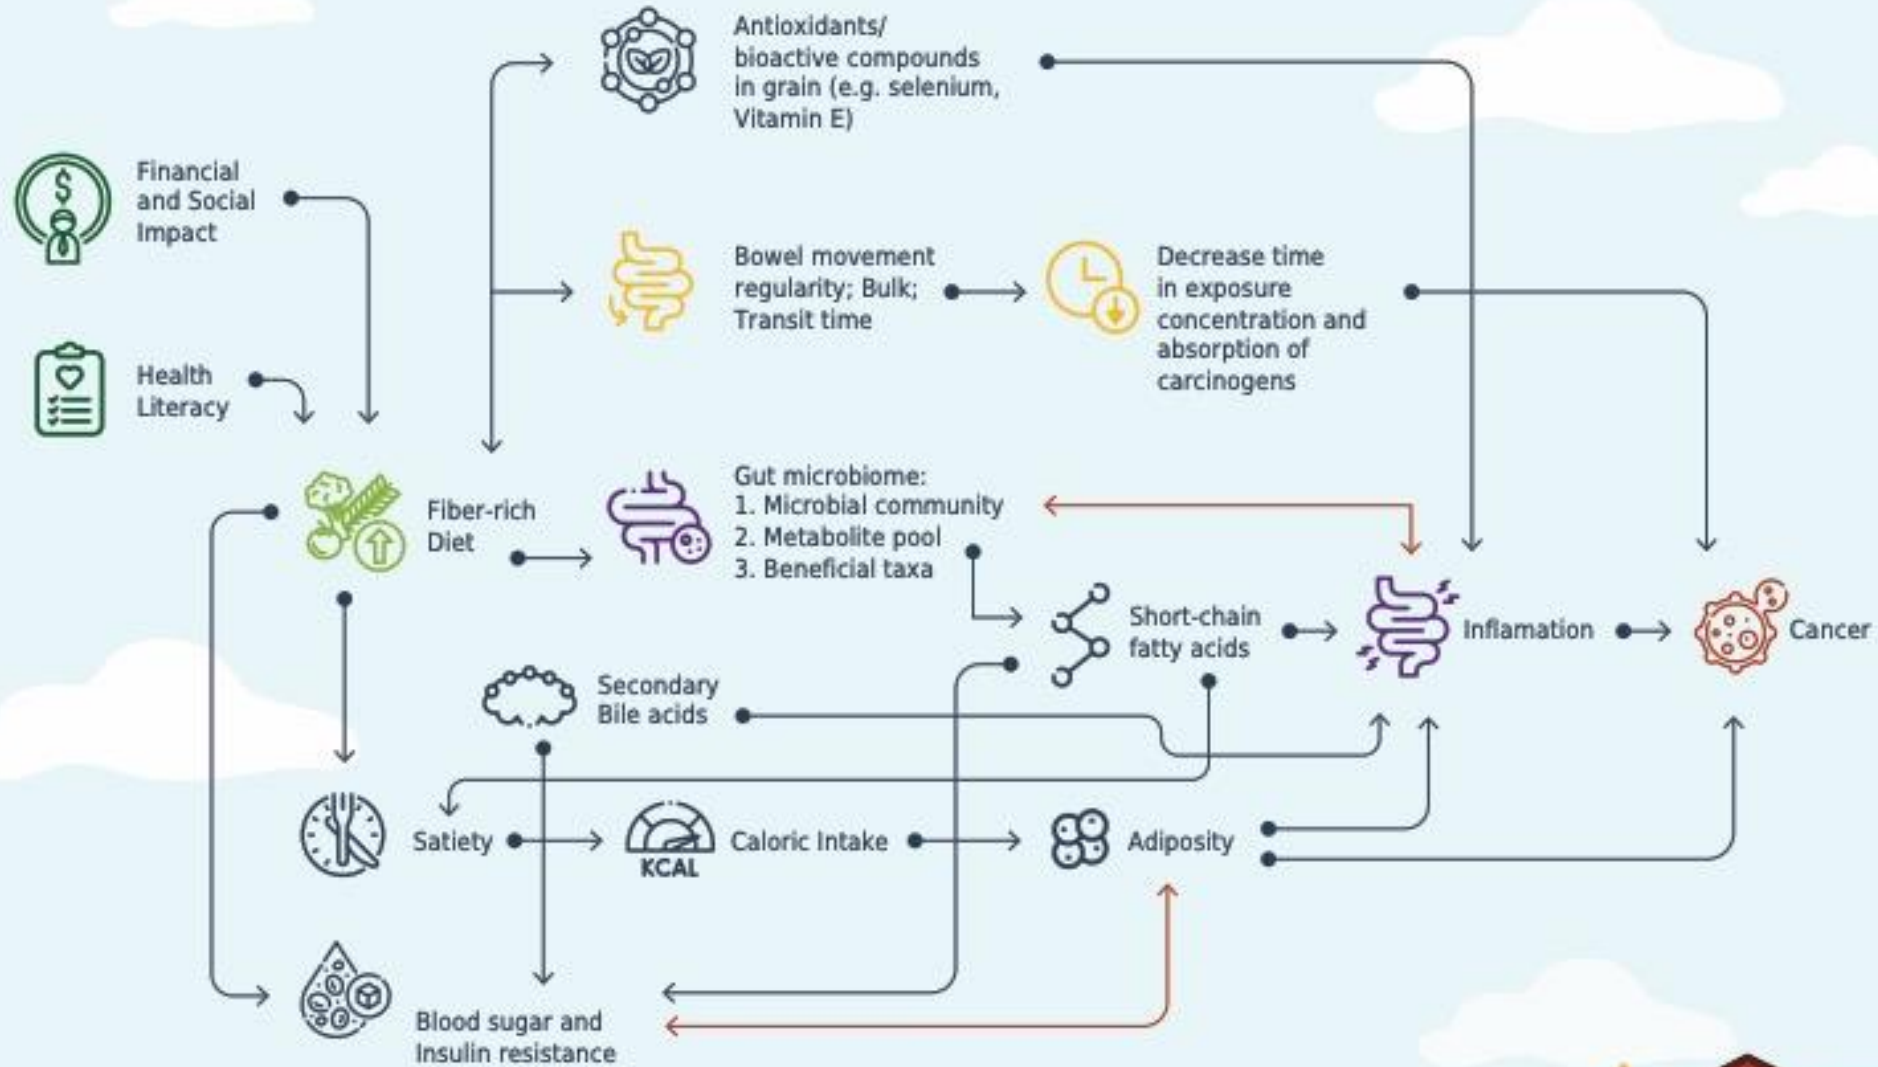 Antioxidants/
bioactive compounds
in grain (e.g. selenium,
Vitamin E)
Financial
and Social
Impact
$
Bowel movement
regularity; Bulk;
Transit time
Decrease time
in exposure
concentration and
absorption of
carcinogens
Health
Literacy
Fiber-rich
Diet
Gut microbiome:
1. Microbial community
2. Metabolite pool
3. Beneficial taxa
Short-chain
fatty acids
Inflamation
Cancer
Secondary
Bile acids
Satiety
KCAL
Caloric Intake
Adiposity
Blood sugar and
Insulin resistance